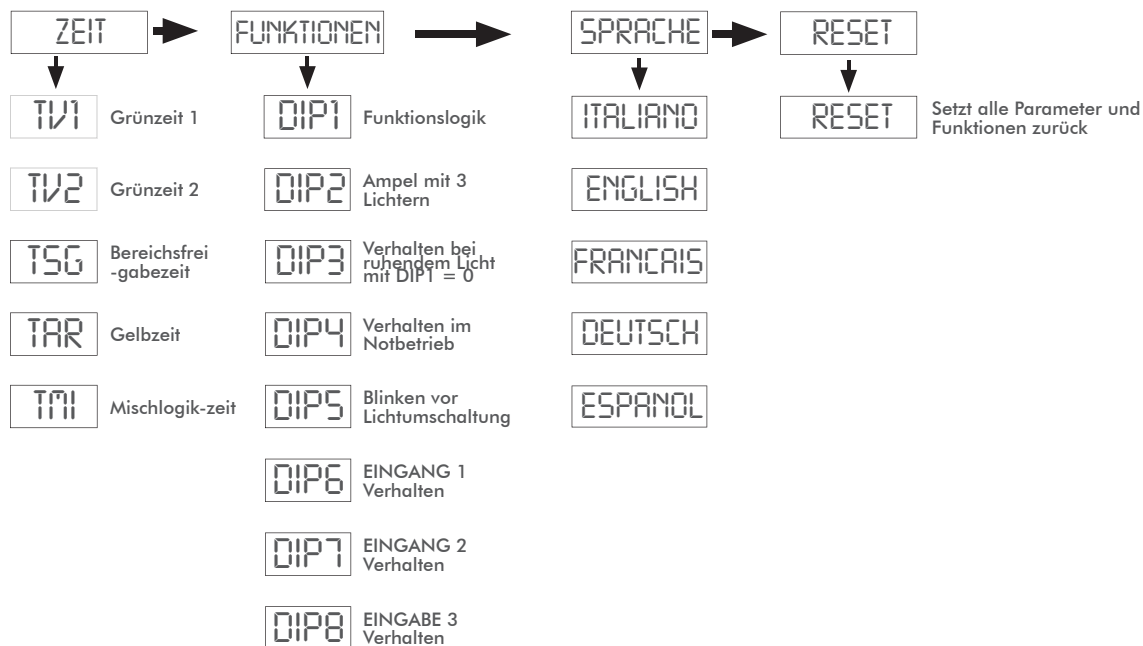 ZEIT
FUNKTIONEN
SPRACHE
RESET
TV1
Grünzeit 1
TV2
Grünzeit 2
TSG
Bereichsfrei
-gabezeit
TAR
Gelbzeit
TMI
Mischlogik-zeit
DIP1
Funktionslogik
DIP2
Ampel mit 3
Lichtern
DIP3
Verhalten bei
ruhendem Licht
mit DIP1 = 0
DIP4
Verhalten im
Notbetrieb
DIP5
Blinken vor
Lichtumschaltung
DIP6
EINGANG 1
Verhalten
DIP7
EINGANG 2
Verhalten
DIP8
EINGABE 3
Verhalten
ITALIANO
ENGLISH
FRANCAIS
DEUTSCH
ESPANOL
RESET
Setzt alle Parameter und
Funktionen zurück